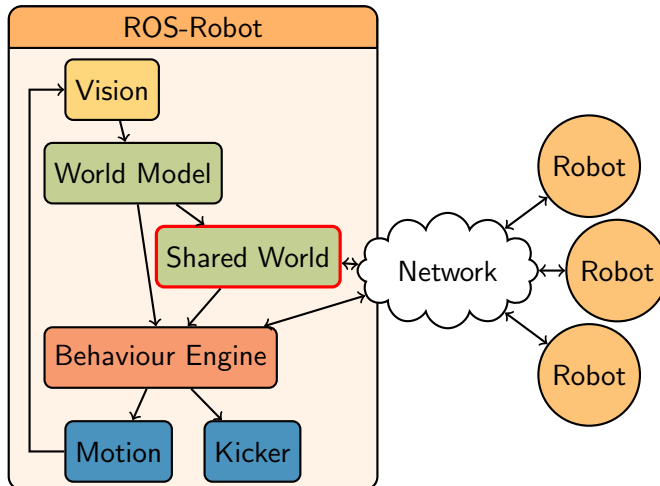 ROS-Robot
Vision
World Model
Shared World
Behaviour Engine
Motion
Kicker
Network
Robot
Robot
Robot